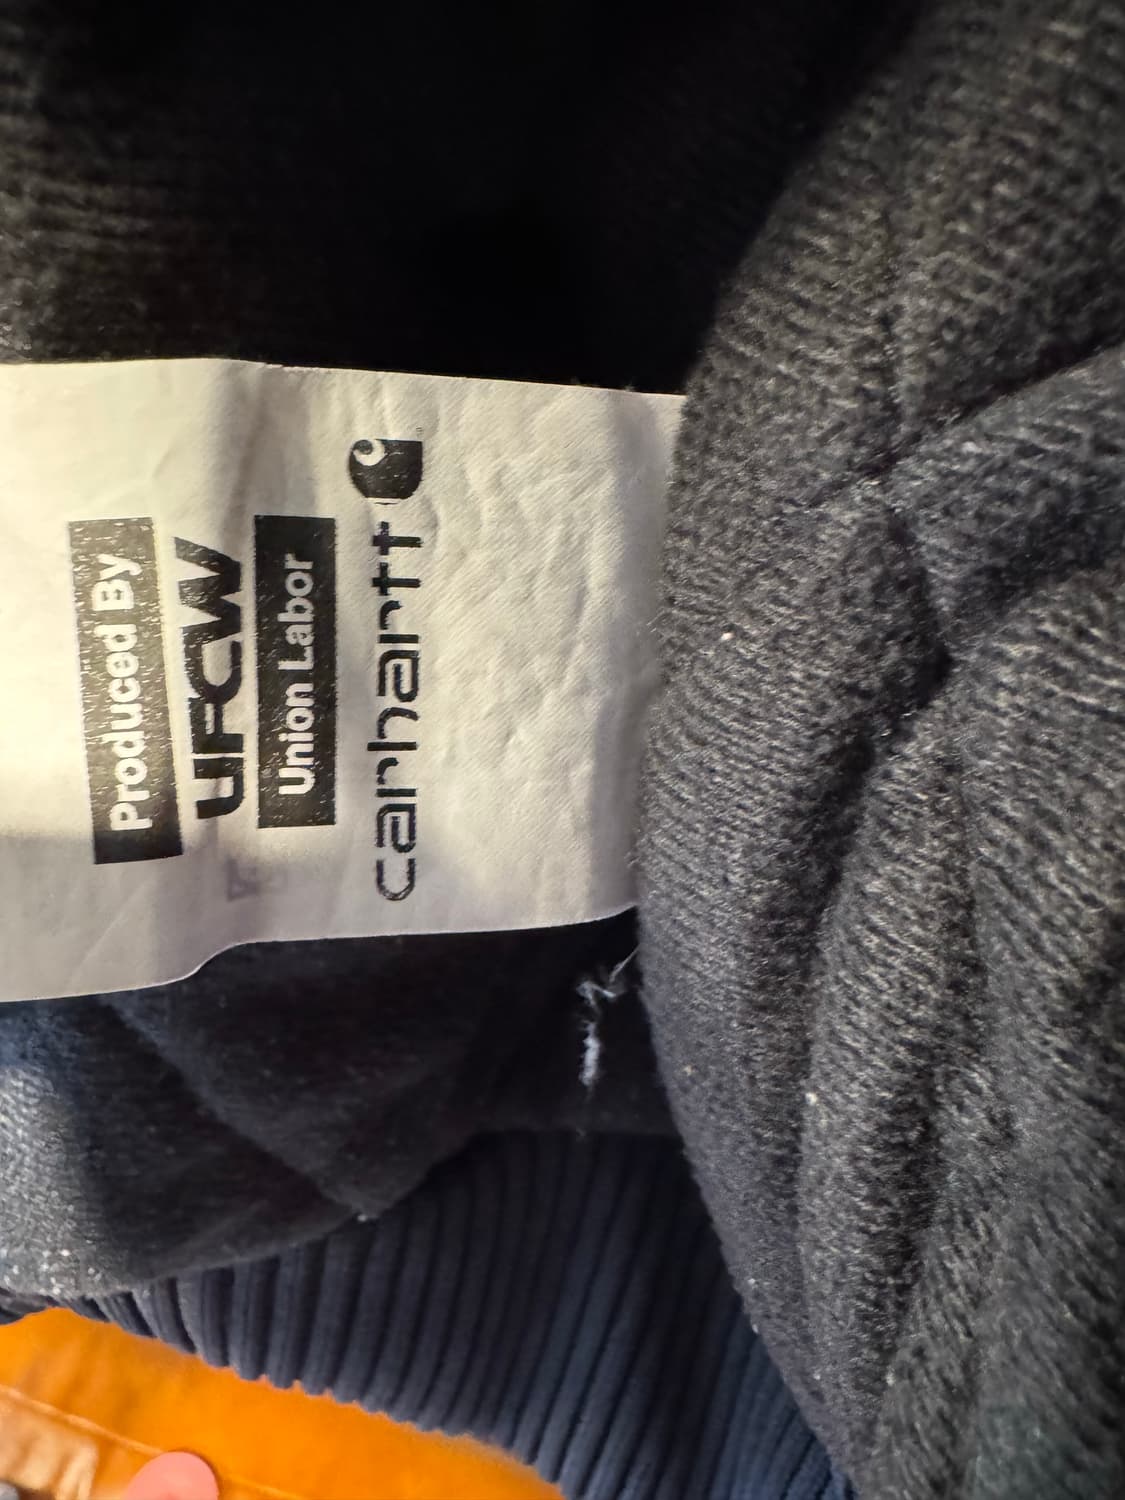 Produced By
UFCW
Union Labor
carhartt